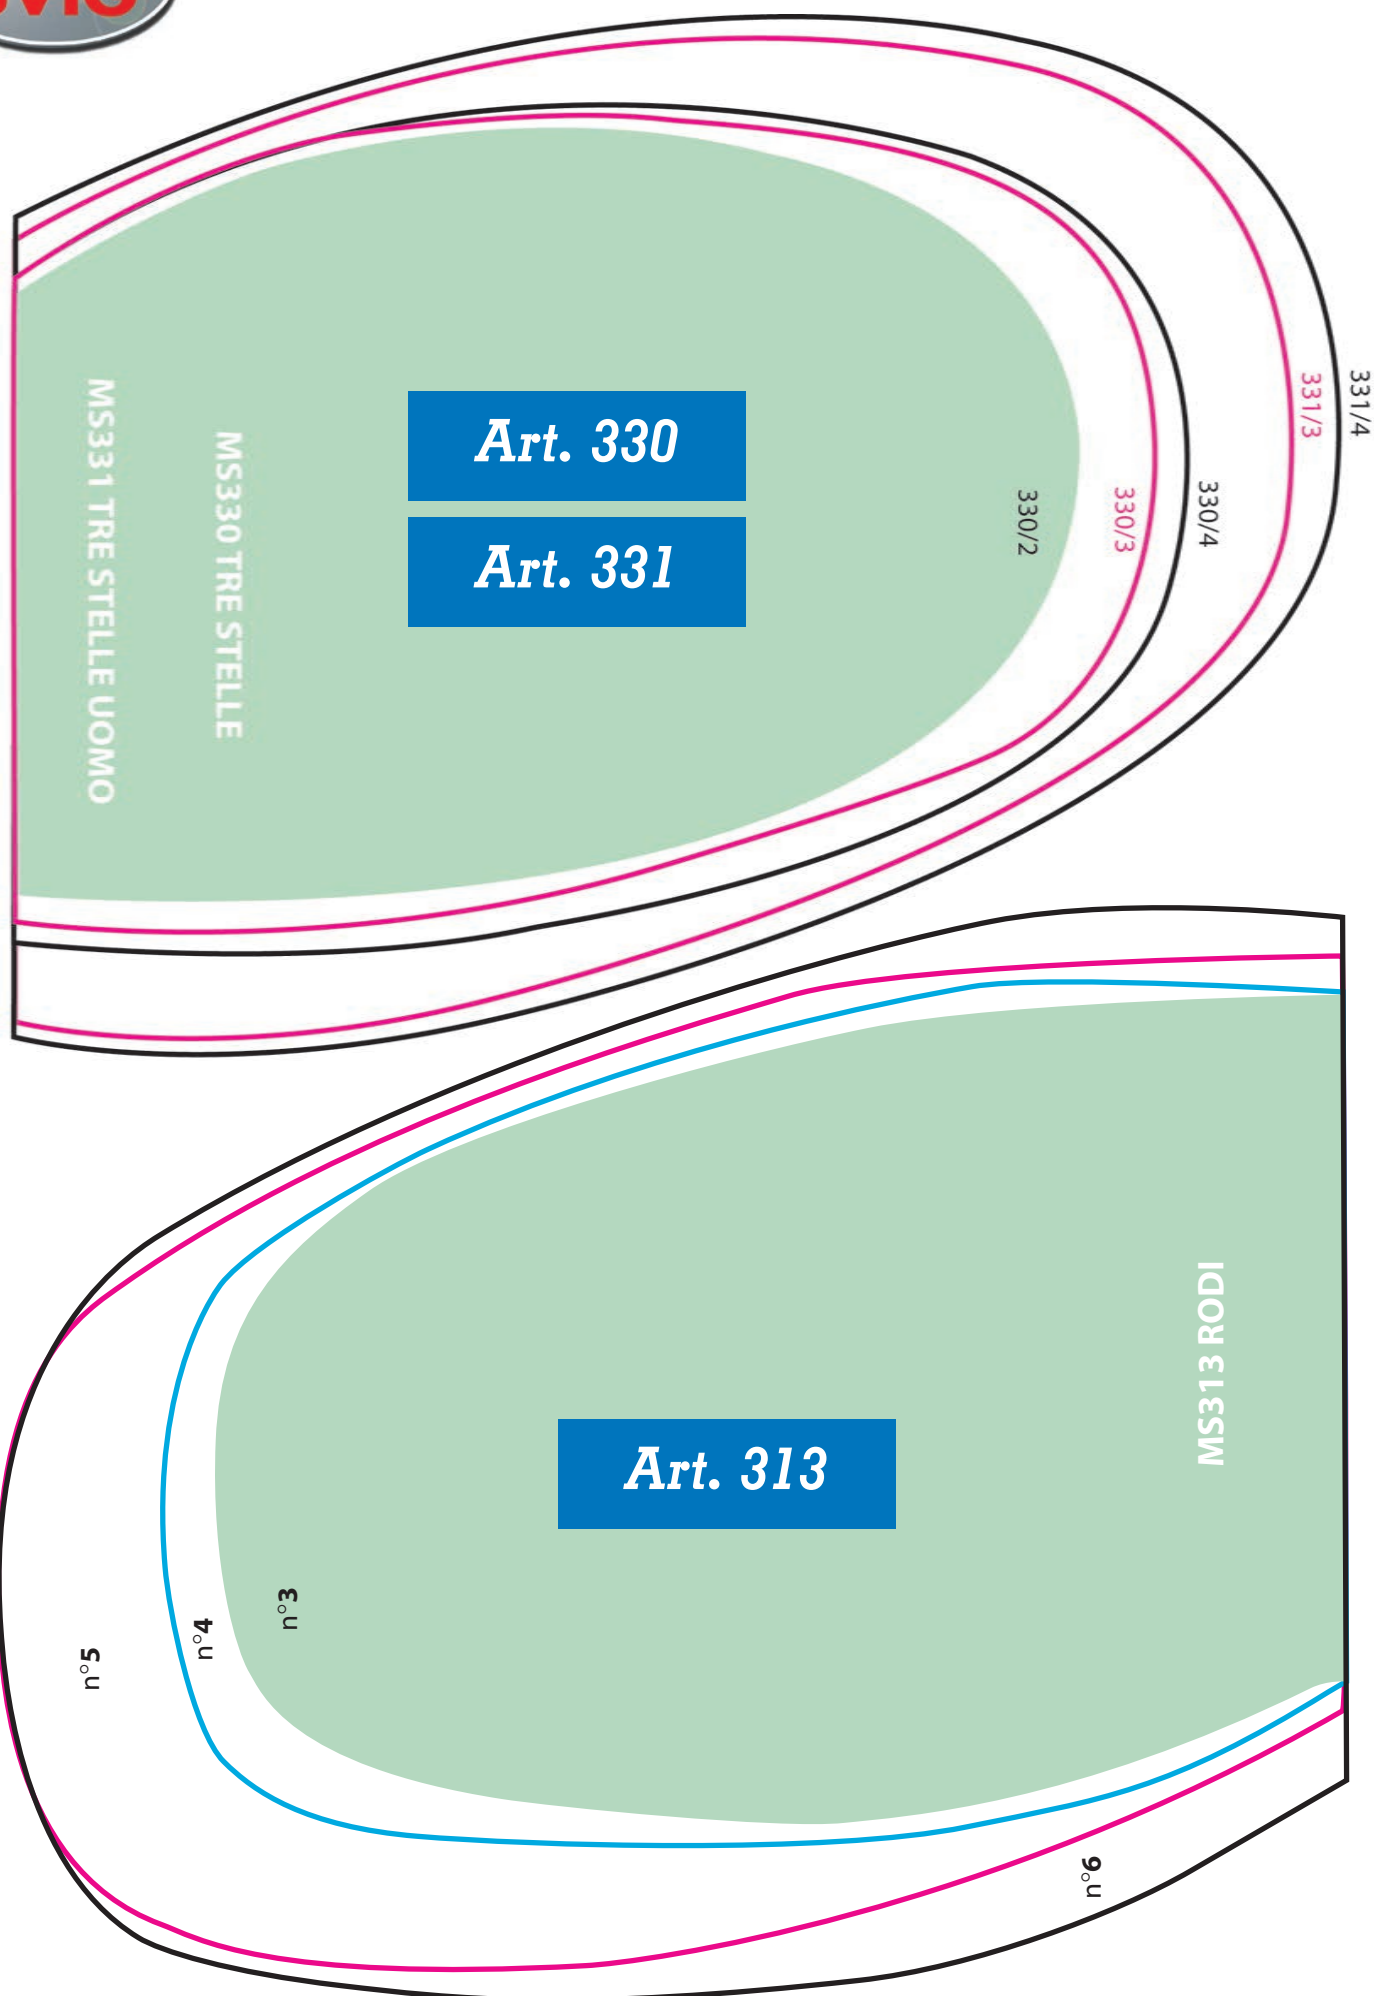 331/4
331/3
330/4
330/3
330/2
Art. 330
Art. 331
MS330 TRE STELLE
MS331 TRE STELLE UOMO
MS313 RODI
Art. 313
n°3
n°4
n°5
n°6